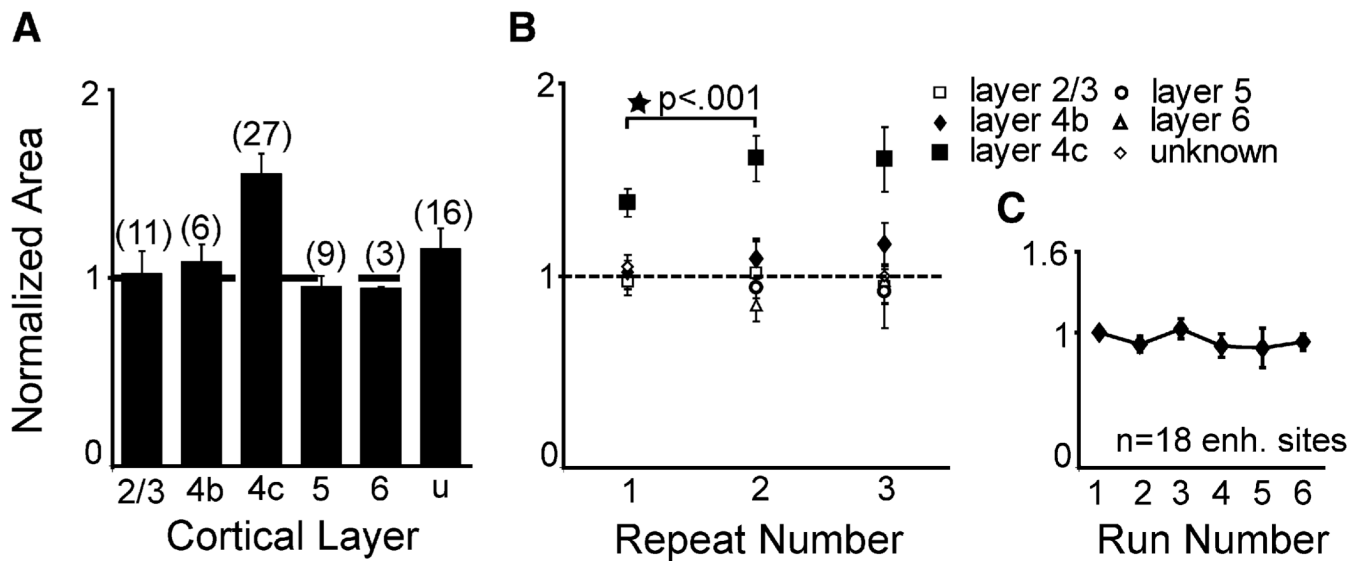 A
Normalized Area
2
1
0
(11)
(6)
(27)
(9)
(3)
(16)
2/3 4b 4c 5 6 u
Cortical Layer
B
2
1
0
p<.001
1 2 3
Repeat Number
layer 2/3
layer 4b
layer 4c
layer 5
layer 6
unknown
C
1.6
1
0
n=18 enh. sites
1 2 3 4 5 6
Run Number